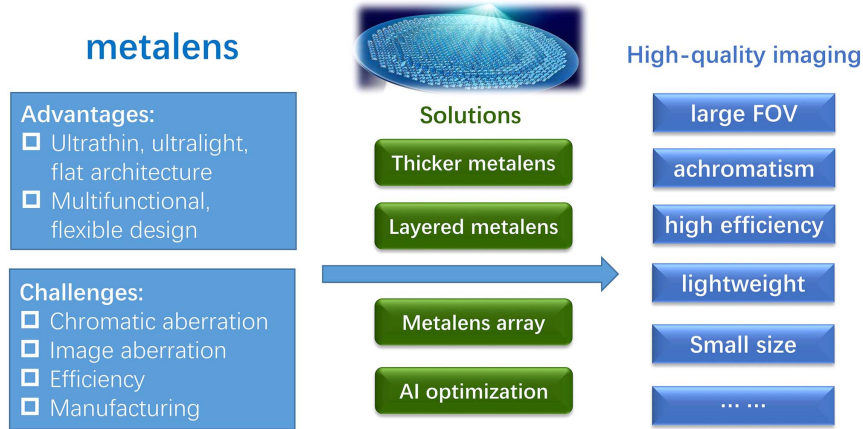 metalens
Advantages:
Ultrathin, ultralight,
flat architecture
Multifunctional,
flexible design
Challenges:
Chromatic aberration
Image aberration
Efficiency
Manufacturing
Solutions
Thicker metalens
Layered metalens
Metalens array
AI optimization
High-quality imaging
large FOV
achromatism
high efficiency
lightweight
Small size
... ...